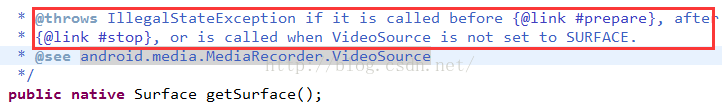 * @throws IllegalStateException if it is called before {@link #prepare}, after
* {@link #stop}, or is called when VideoSource is not set to SURFACE.
* @see android.media.MediaRecorder.VideoSource
http://blog.csdn.net/
*/
public native Surface getSurface();